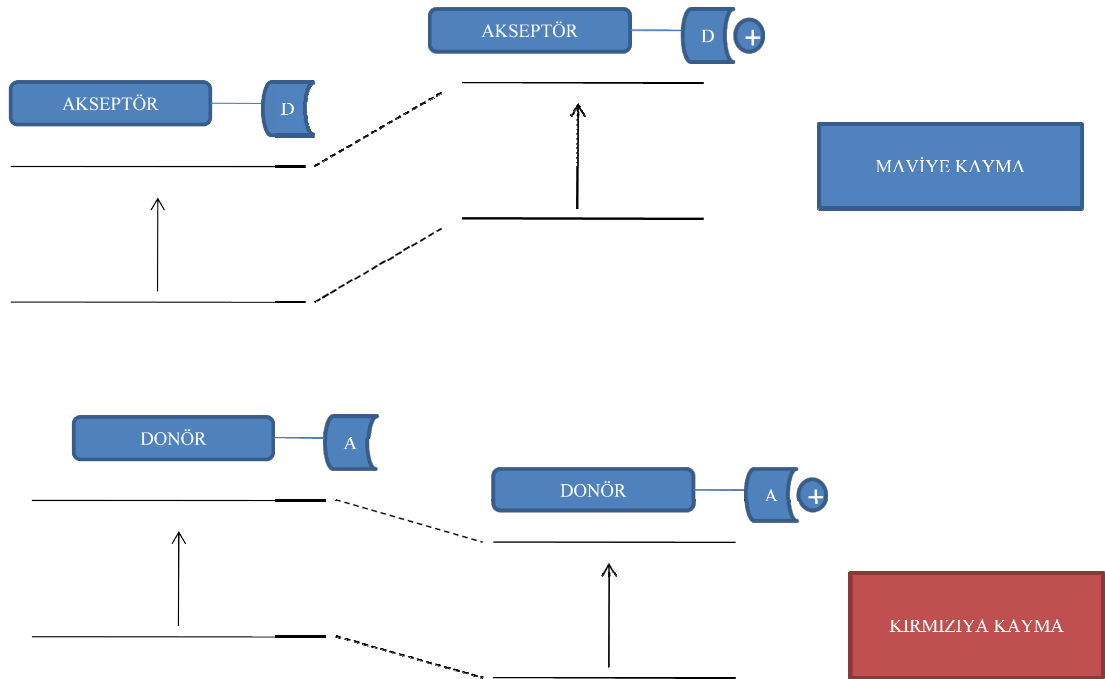 AKSEPTÖR
D
+
AKSEPTÖR
D
MAVİYE KAYMA
DONÖR
A
DONÖR
A
+
KIRMIZIYA KAYMA